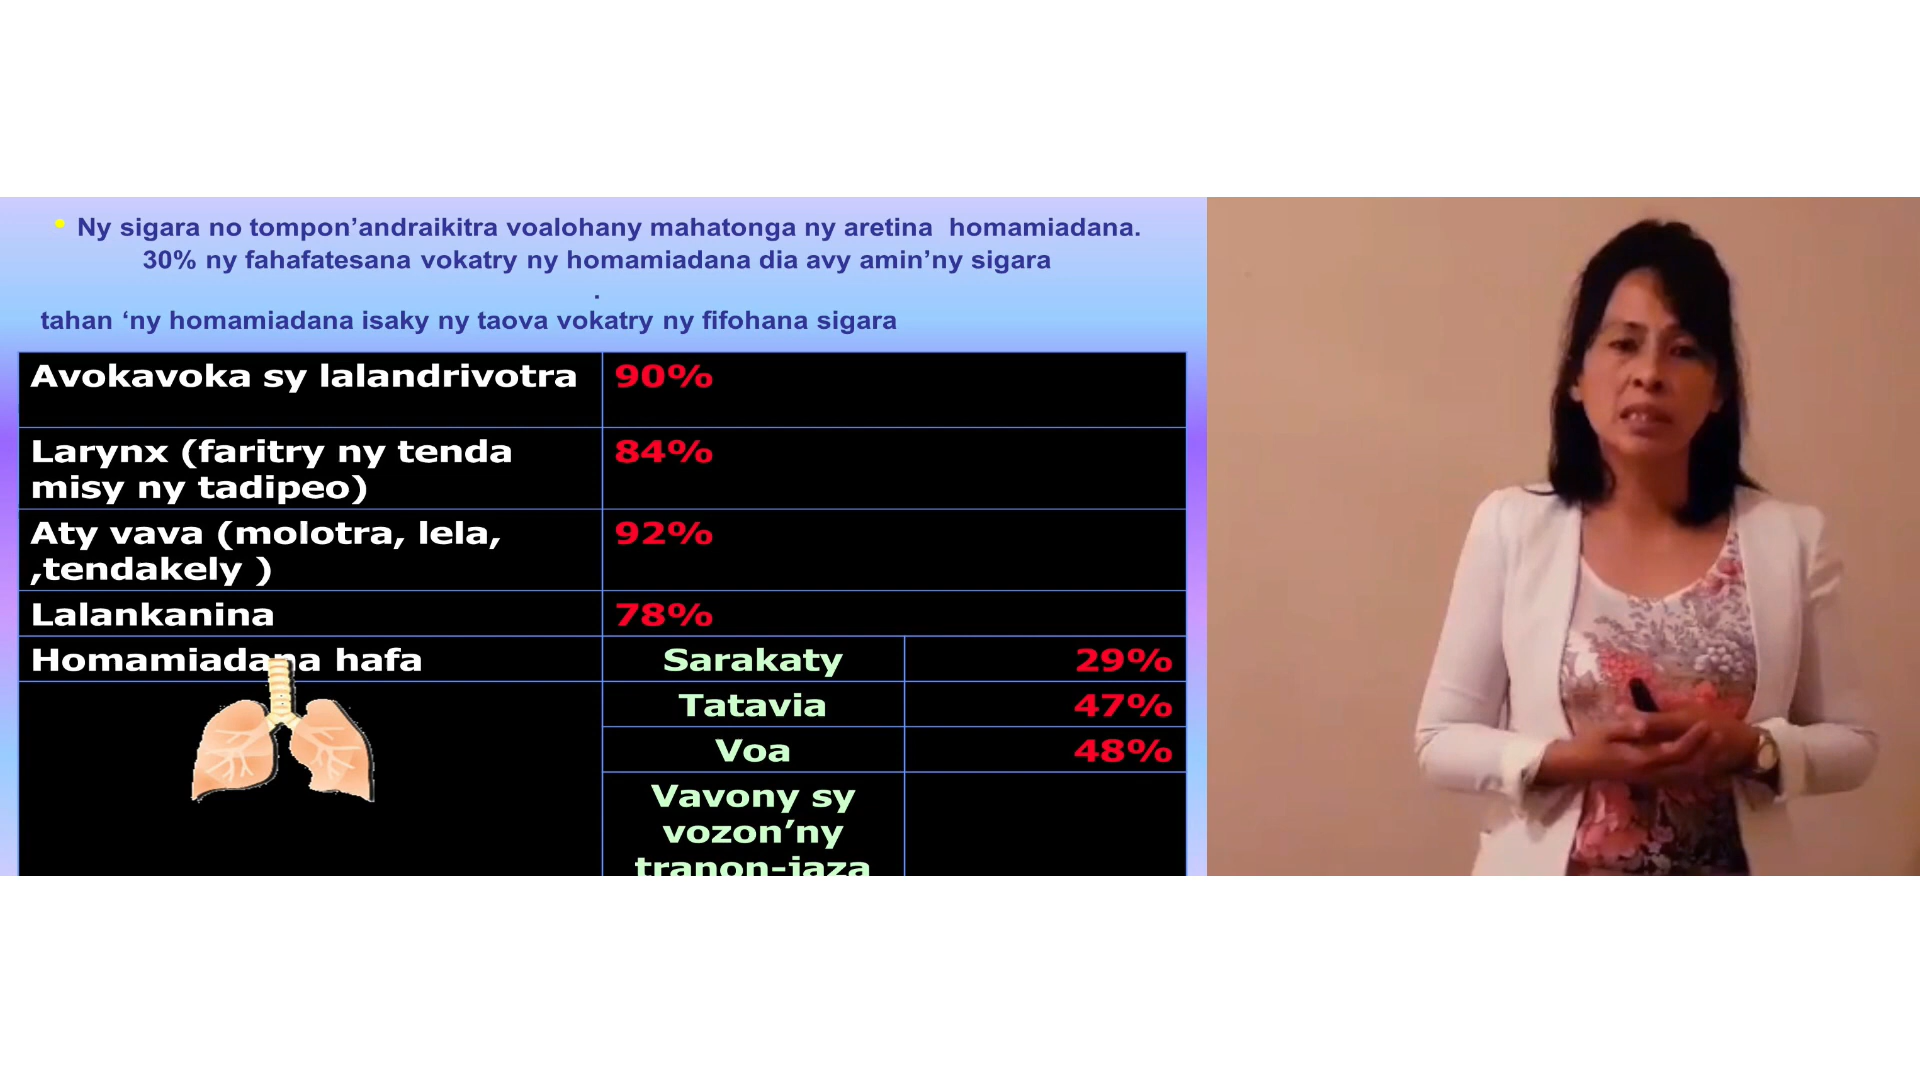 • Ny sigara no tompon’andraikitra voalohany mahatonga ny aretina homamiadana.
30% ny fahafatesana vokatry ny homamiadana dia avy amin’ny sigara
.
tahan ‘ny homamiadana isaky ny taova vokatry ny fifohana sigara
Avokavoka sy lalandrivotra 90%
Larynx (faritry ny tenda
misy ny tadipeo) 84%
Aty vava (molotra, lela,
,tendakely ) 92%
Lalankanina 78%
Homamiadana hafa Sarakaty 29%
Tatavia 47%
Voa 48%
Vavony sy
vozon’ny
tranon-jaza